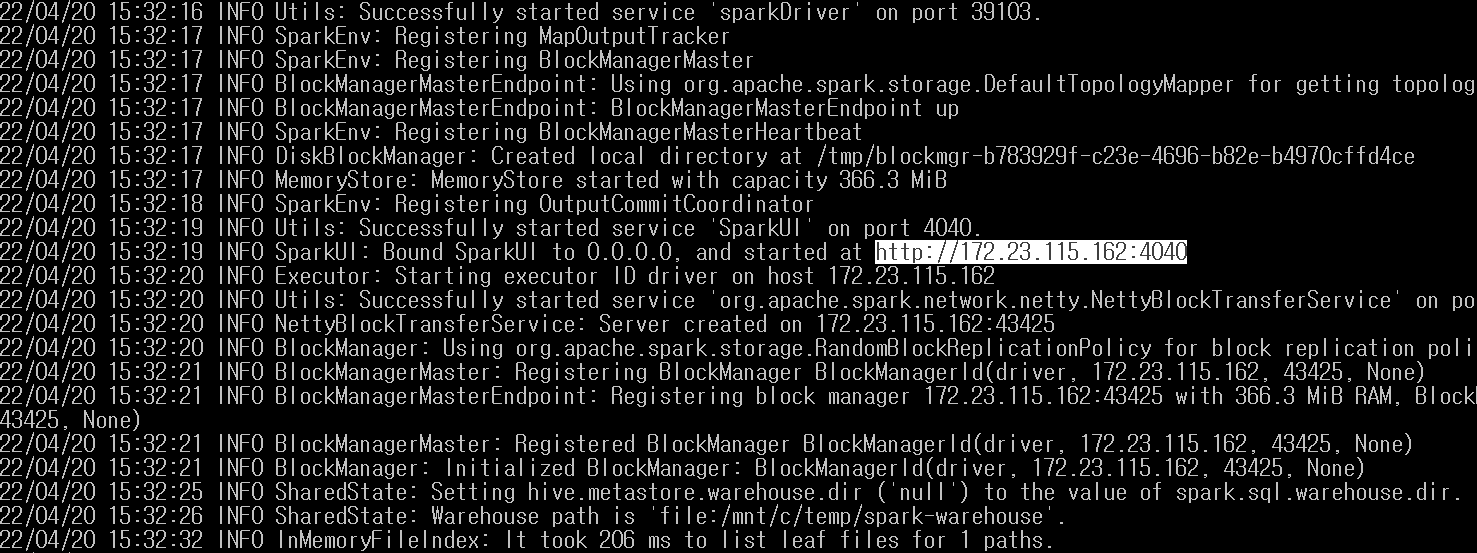 22/04/20 15:32:16 INFO Utils: Successfully started service 'sparkDriver' on port 39103.
22/04/20 15:32:17 INFO SparkEnv: Registering MapOutputTracker
22/04/20 15:32:17 INFO SparkEnv: Registering BlockManagerMaster
22/04/20 15:32:17 INFO BlockManagerMasterEndpoint: Using org.apache.spark.storage.DefaultTopologyMapper for getting topolog
22/04/20 15:32:17 INFO BlockManagerMasterEndpoint: BlockManagerMasterEndpoint up
22/04/20 15:32:17 INFO SparkEnv: Registering BlockManagerMasterHeartbeat
22/04/20 15:32:17 INFO DiskBlockManager: Created local directory at /tmp/blockmgr-b783929f-c23e-4696-b82e-b4970cffd4ce
22/04/20 15:32:17 INFO MemoryStore: MemoryStore started with capacity 366.3 MiB
22/04/20 15:32:18 INFO SparkEnv: Registering OutputCommitCoordinator
22/04/20 15:32:19 INFO Utils: Successfully started service 'SparkUI' on port 4040.
22/04/20 15:32:19 INFO SparkUI: Bound SparkUI to 0.0.0.0, and started at http://172.23.115.162:4040
22/04/20 15:32:20 INFO Executor: Starting executor ID driver on host 172.23.115.162
22/04/20 15:32:20 INFO Utils: Successfully started service 'org.apache.spark.network.netty.NettyBlockTransferService' on po
22/04/20 15:32:20 INFO NettyBlockTransferService: Server created on 172.23.115.162:43425
22/04/20 15:32:20 INFO BlockManager: Using org.apache.spark.storage.RandomBlockReplicationPolicy for block replication poli
22/04/20 15:32:21 INFO BlockManagerMaster: Registering BlockManager BlockManagerId(driver, 172.23.115.162, 43425, None)
22/04/20 15:32:21 INFO BlockManagerMasterEndpoint: Registering block manager 172.23.115.162:43425 with 366.3 MiB RAM, Block
43425, None)
22/04/20 15:32:21 INFO BlockManagerMaster: Registered BlockManager BlockManagerId(driver, 172.23.115.162, 43425, None)
22/04/20 15:32:21 INFO BlockManager: Initialized BlockManager: BlockManagerId(driver, 172.23.115.162, 43425, None)
22/04/20 15:32:25 INFO SharedState: Setting hive.metastore.warehouse.dir ('null') to the value of spark.sql.warehouse.dir.
22/04/20 15:32:26 INFO SharedState: Warehouse path is 'file:/mnt/c/temp/spark-warehouse'.
22/04/20 15:32:32 INFO InMemoryFileIndex: It took 206 ms to list leaf files for 1 paths.